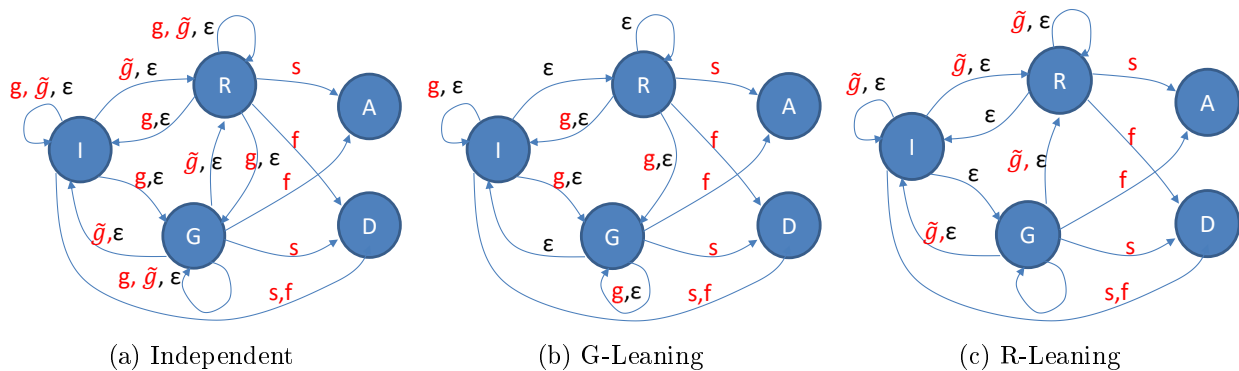 g, g̃, ε
g̃, ε
R
s
A
g, g̃, ε
g,ε
I
g̃, ε
g, ε
f
f
g,ε
G
D
g̃,ε
s
g, g̃, ε
s,f
(a) Independent
ε
ε
R
s
A
g, ε
g,ε
I
g,ε
f
f
g,ε
G
D
ε
s
g,ε
s,f
(b) G-Leaning
g̃, ε
g̃, ε
R
s
A
g̃, ε
ε
I
g̃, ε
f
f
ε
G
D
g̃,ε
s
s,f
(c) R-Leaning